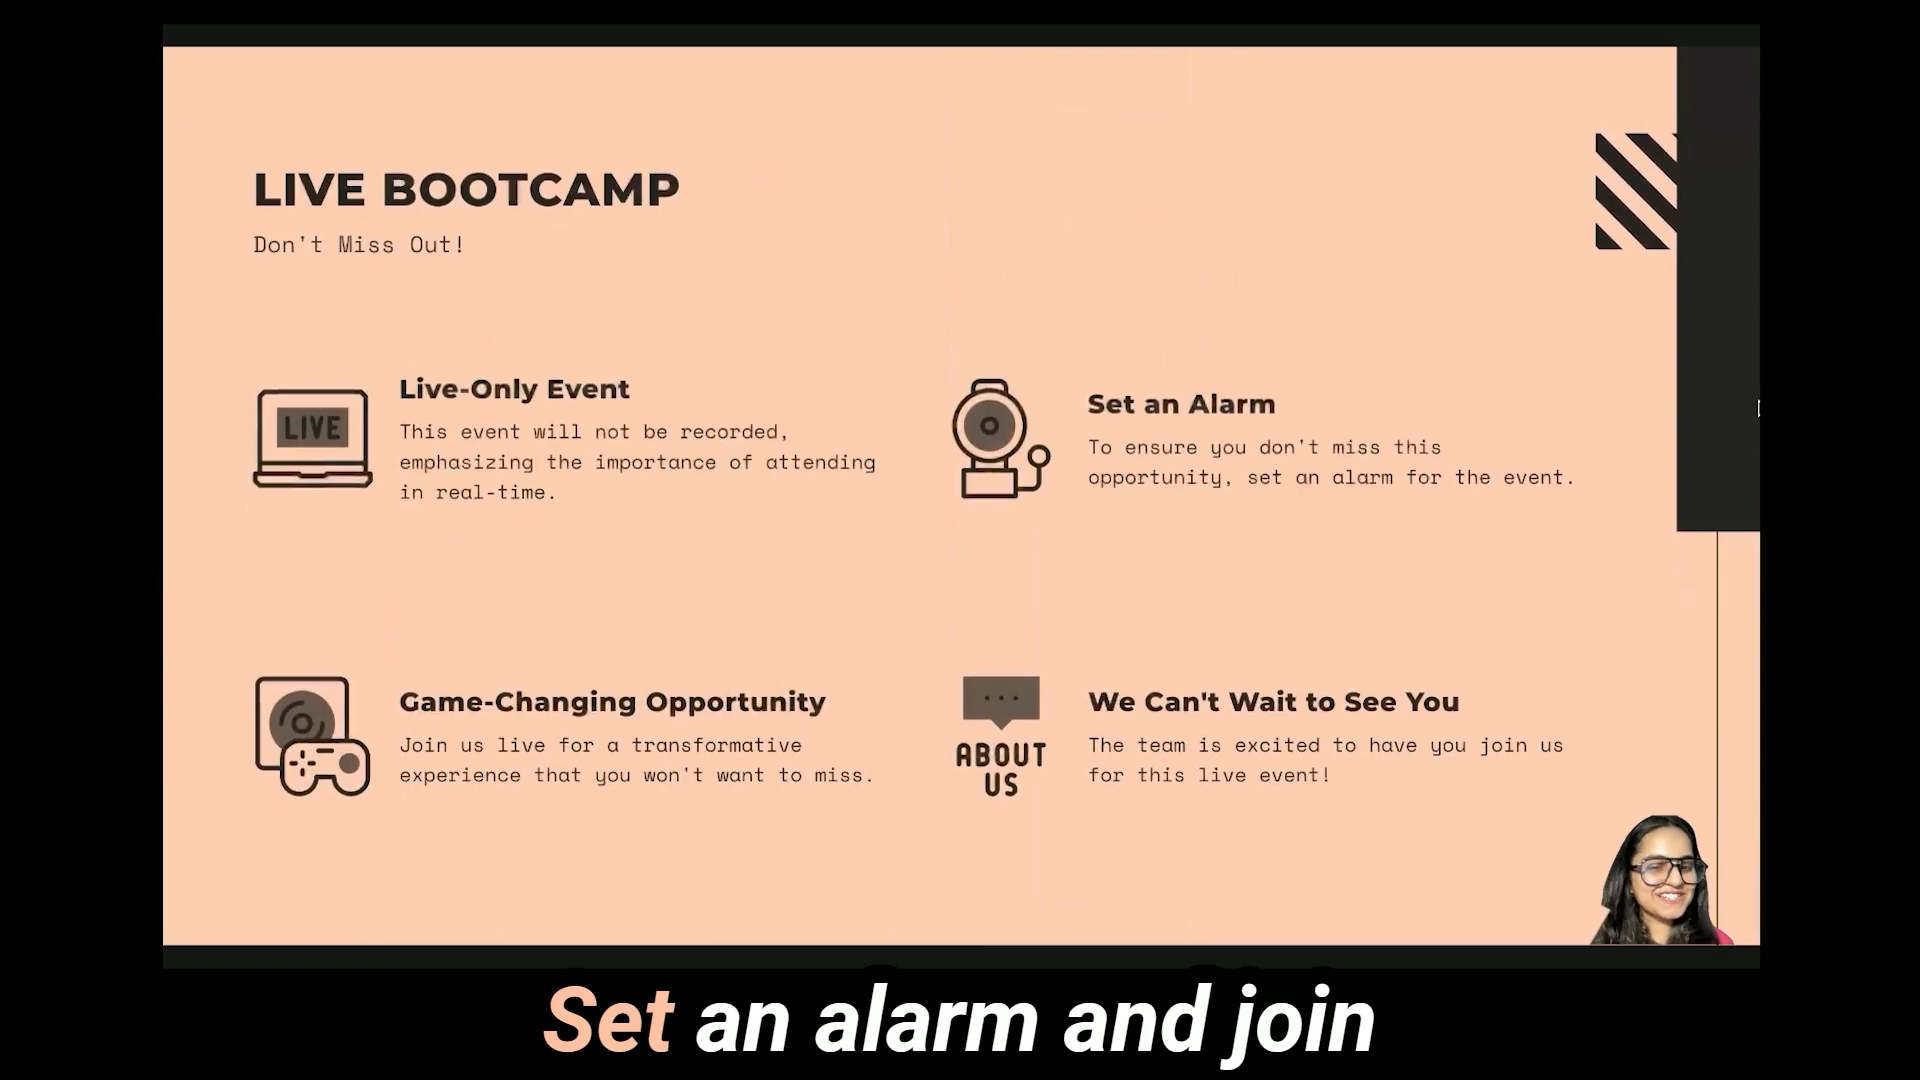 LIVE BOOTCAMP
Don't Miss Out!
LIVE
Live-Only Event
This event will not be recorded,
emphasizing the importance of attending
in real-time.
Set an Alarm
To ensure you don't miss this
opportunity, set an alarm for the event.
Game-Changing Opportunity
Join us live for a transformative
experience that you won't want to miss.
ABOUT
US
We Can't Wait to See You
The team is excited to have you join us
for this live event!
Set an alarm and join